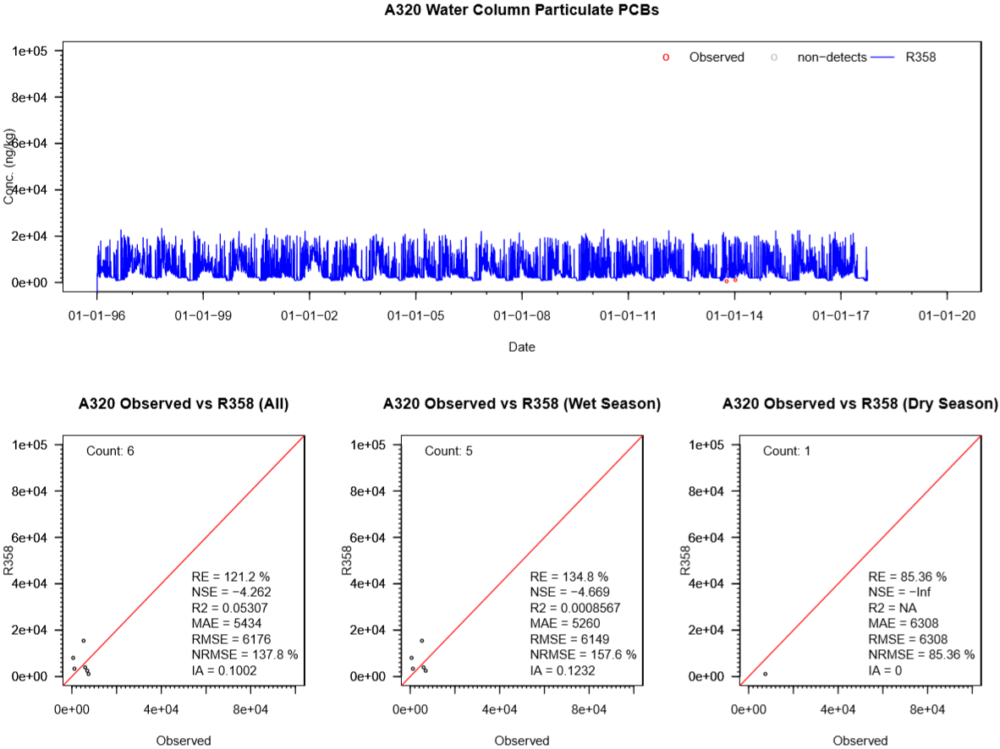 A320 Water Column Particulate PCBs
Observed non−detects R358
1e+05
8e+04
6e+04
4e+04
2e+04
0e+00
Conc. (ng/kg)
01−01−96 01−01−99 01−01−02 01−01−05 01−01−08 01−01−11 01−01−14 01−01−17 01−01−20
Date
A320 Observed vs R358 (All)
Count: 6
1e+05
8e+04
6e+04
4e+04
2e+04
0e+00
R358
RE = 121.2 %
NSE = −4.262
R2 = 0.05307
MAE = 5434
RMSE = 6176
NRMSE = 137.8 %
IA = 0.1002
0e+00 4e+04 8e+04
Observed
A320 Observed vs R358 (Wet Season)
Count: 5
1e+05
8e+04
6e+04
4e+04
2e+04
0e+00
R358
RE = 134.8 %
NSE = −4.669
R2 = 0.0008567
MAE = 5260
RMSE = 6149
NRMSE = 157.6 %
IA = 0.1232
0e+00 4e+04 8e+04
Observed
A320 Observed vs R358 (Dry Season)
Count: 1
1e+05
8e+04
6e+04
4e+04
2e+04
0e+00
R358
RE = 85.36 %
NSE = −Inf
R2 = NA
MAE = 6308
RMSE = 6308
NRMSE = 85.36 %
IA = 0
0e+00 4e+04 8e+04
Observed